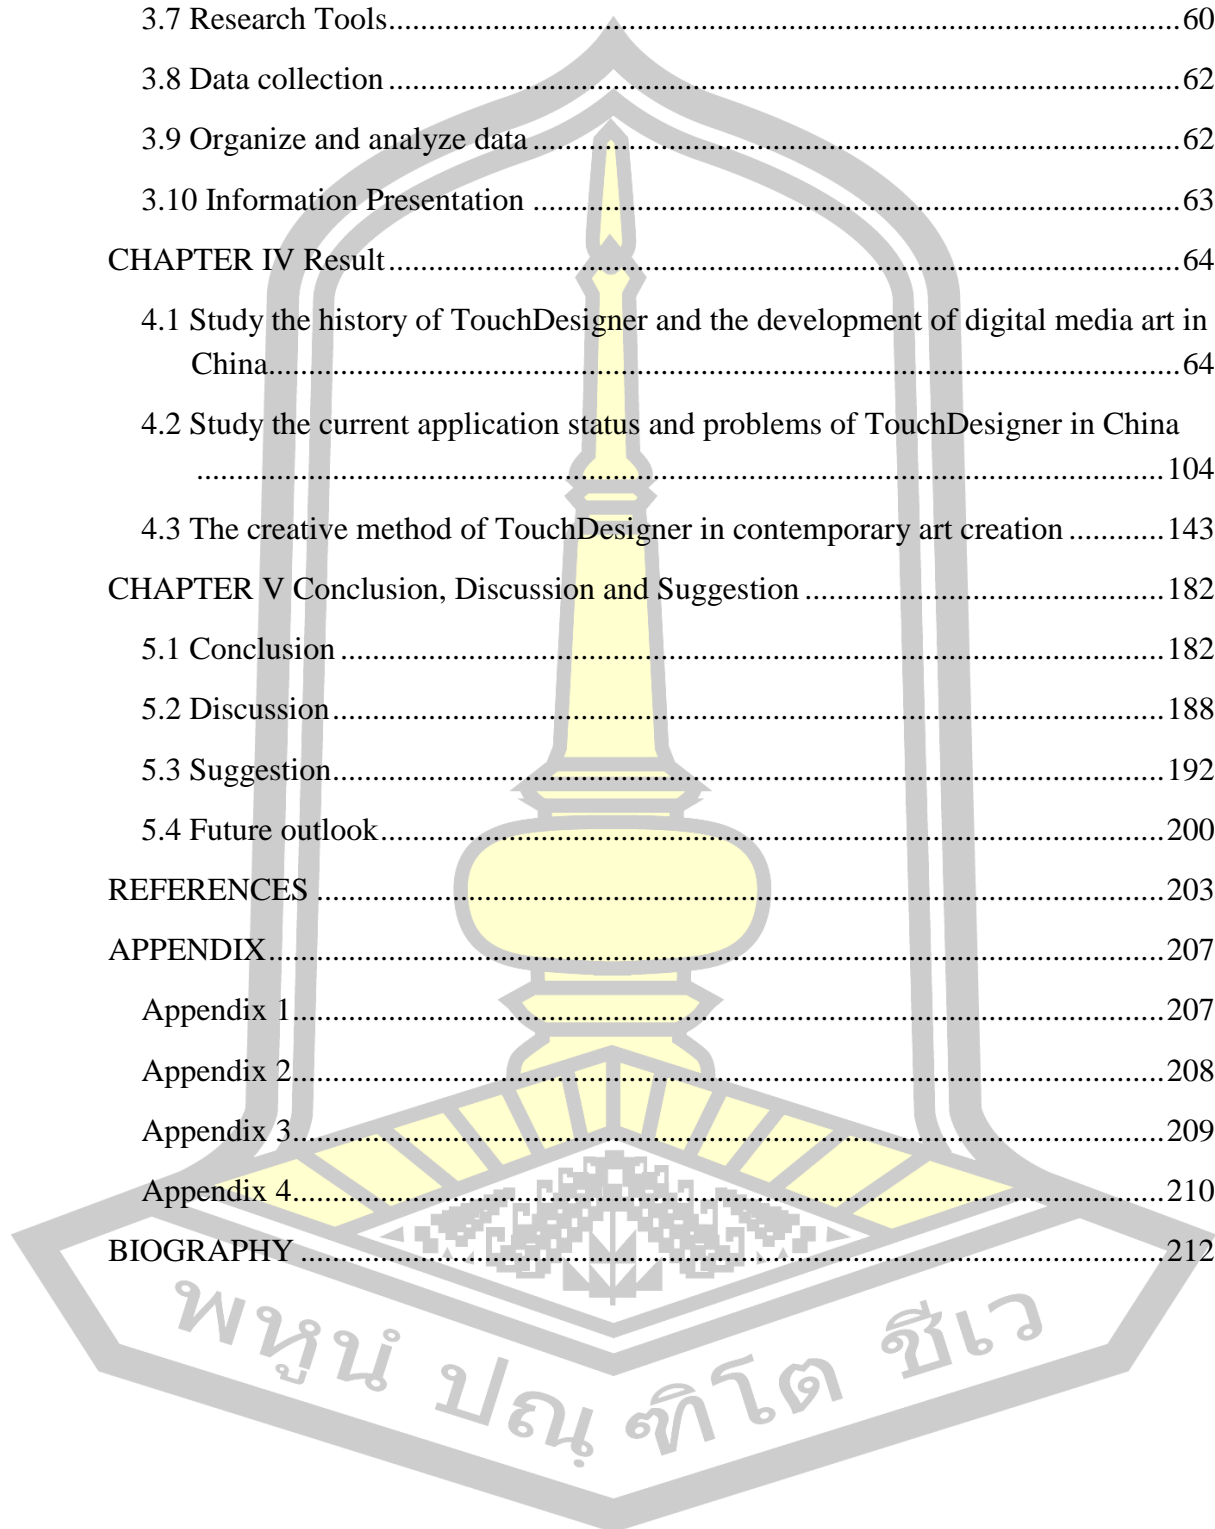 3.7 Research Tools....................................................................................................60
3.8 Data collection....................................................................................................62
3.9 Organize and analyze data................................................................................62
3.10 Information Presentation................................................................................63
CHAPTER IV Result....................................................................................................64
4.1 Study the history of TouchDesigner and the development of digital media art in
China....................................................................................................64
4.2 Study the current application status and problems of TouchDesigner in China
....................................................................................................104
4.3 The creative method of TouchDesigner in contemporary art creation............143
CHAPTER V Conclusion, Discussion and Suggestion..............................................182
5.1 Conclusion....................................................................................................182
5.2 Discussion....................................................................................................188
5.3 Suggestion....................................................................................................192
5.4 Future outlook....................................................................................................200
REFERENCES....................................................................................................203
APPENDIX....................................................................................................207
Appendix 1....................................................................................................207
Appendix 2....................................................................................................208
Appendix 3....................................................................................................209
Appendix 4....................................................................................................210
BIOGRAPHY....................................................................................................212
พหูนํ ปณฺฑิโต ชีเว